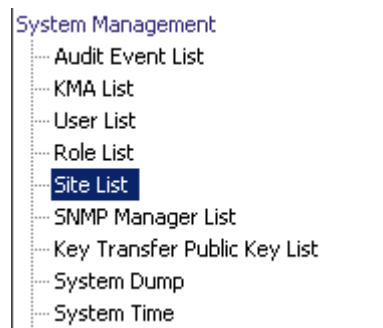 System Management
Audit Event List
KMA List
User List
Role List
Site List
SNMP Manager List
Key Transfer Public Key List
System Dump
System Time